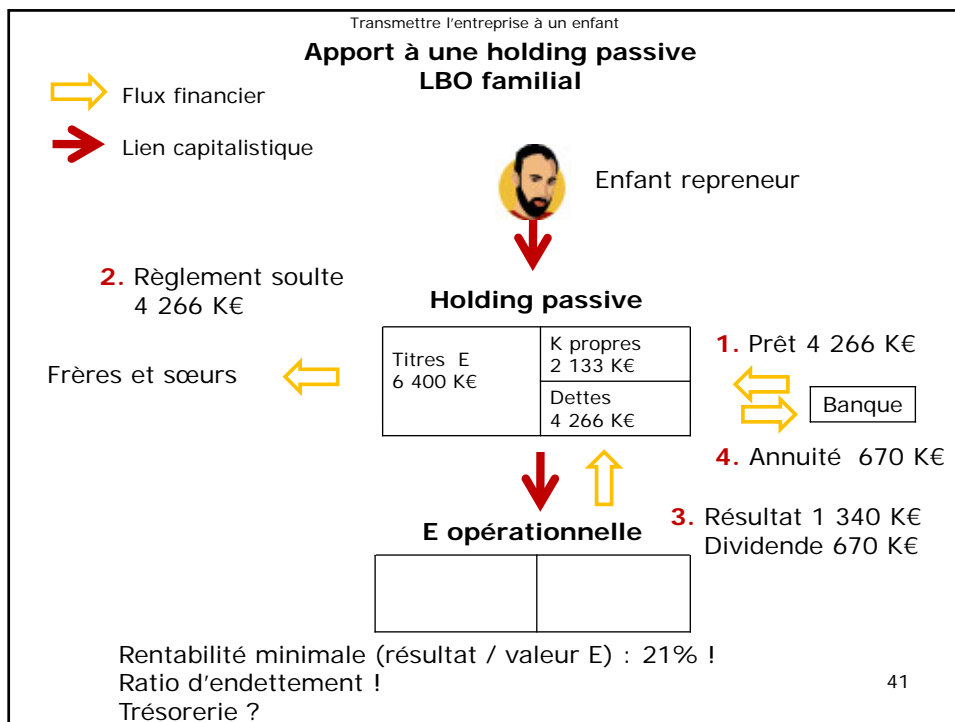 Transmettre l'entreprise à un enfant
Apport à une holding passive
LBO familial
Flux financier
Lien capitalistique
Enfant repreneur
2. Règlement soulte
4 266 K€
Holding passive
Titres E
6 400 K€
K propres
2 133 K€
Dettes
4 266 K€
1. Prêt 4 266 K€
Frères et sœurs
Banque
4. Annuité 670 K€
3. Résultat 1 340 K€
Dividende 670 K€
E opérationnelle
Rentabilité minimale (résultat / valeur E) : 21% !
Ratio d'endettement !
Trésorerie ?
41